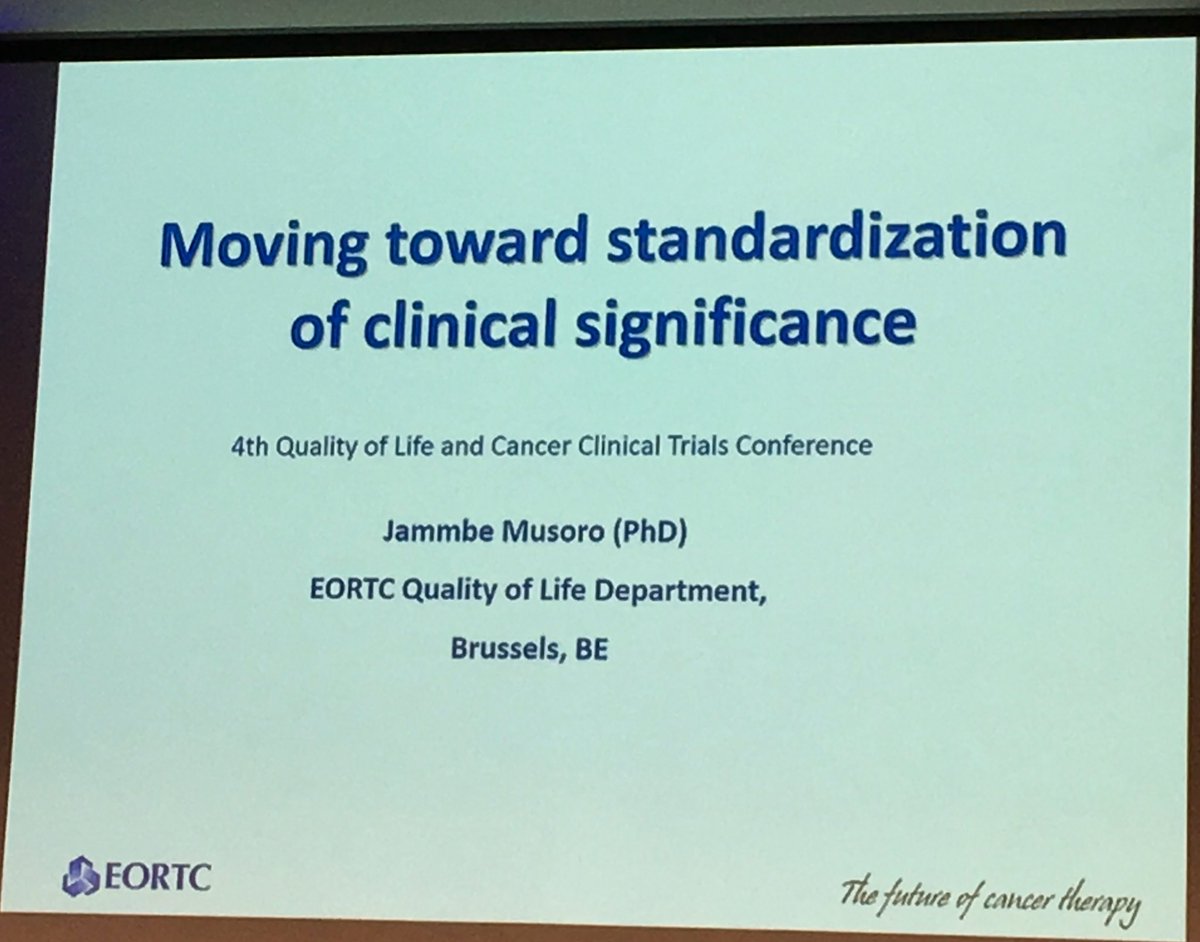 Moving toward standardization
of clinical significance
4th Quality of Life and Cancer Clinical Trials Conference
Jammbe Musoro (PhD)
EORTC Quality of Life Department,
Brussels, BE
EORTC
The future of cancer therapy